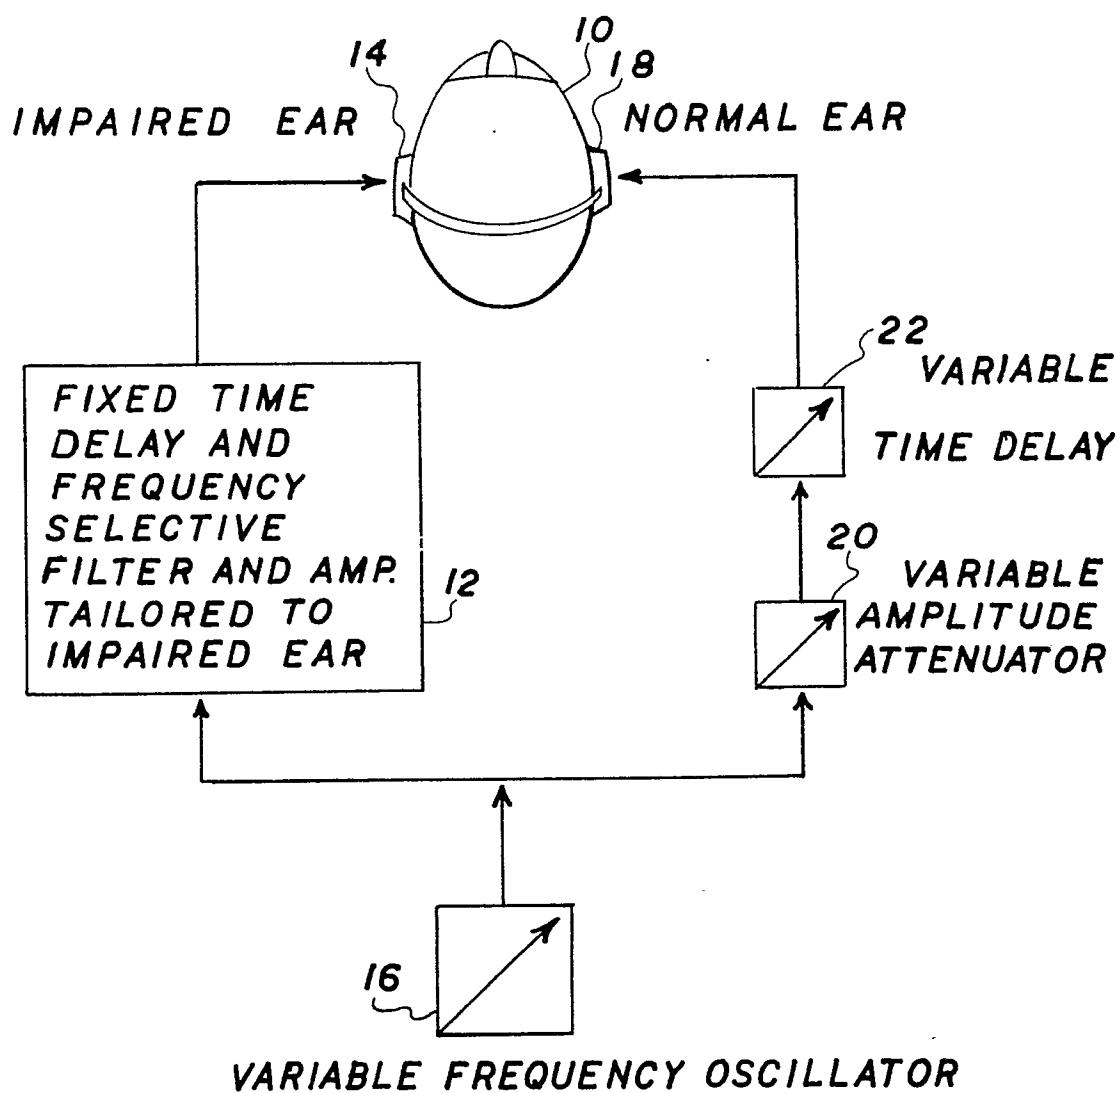 10
14
18
IMPAIRED EAR
NORMAL EAR
22
VARIABLE
TIME DELAY
FIXED TIME
DELAY AND
FREQUENCY
SELECTIVE
FILTER AND AMP.
TAILORED TO
IMPAIRED EAR
12
20
VARIABLE
AMPLITUDE
ATTENUATOR
16
VARIABLE FREQUENCY OSCILLATOR